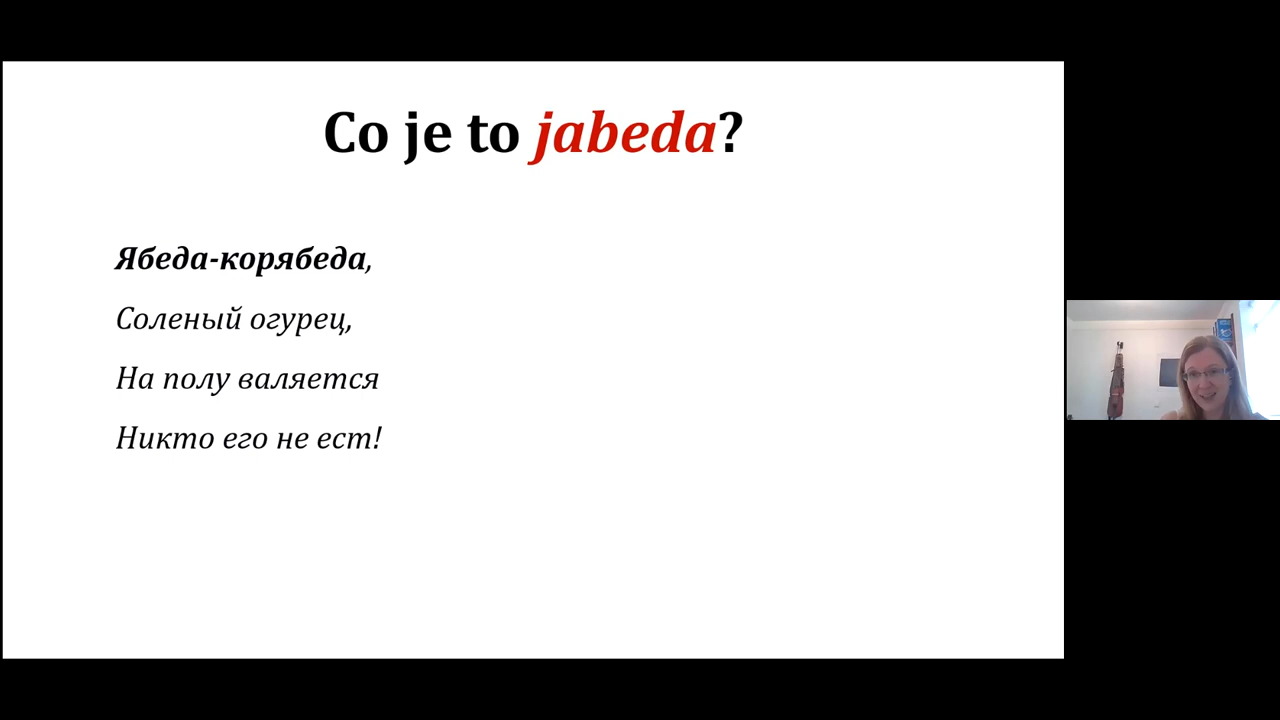 Co je to jabeda?
Ябеда-корябеда,
Соленый огурец,
На полу валяется
Никто его не ест!